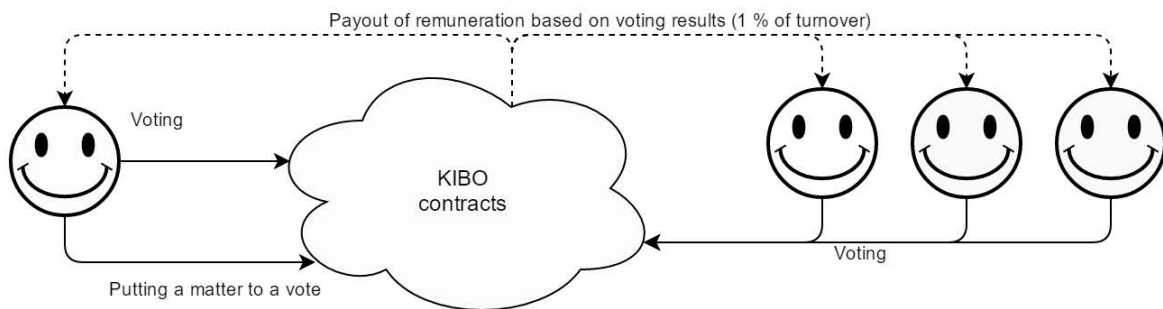 Payout of remuneration based on voting results (1 % of turnover)
Voting
KIBO
contracts
Voting
Putting a matter to a vote